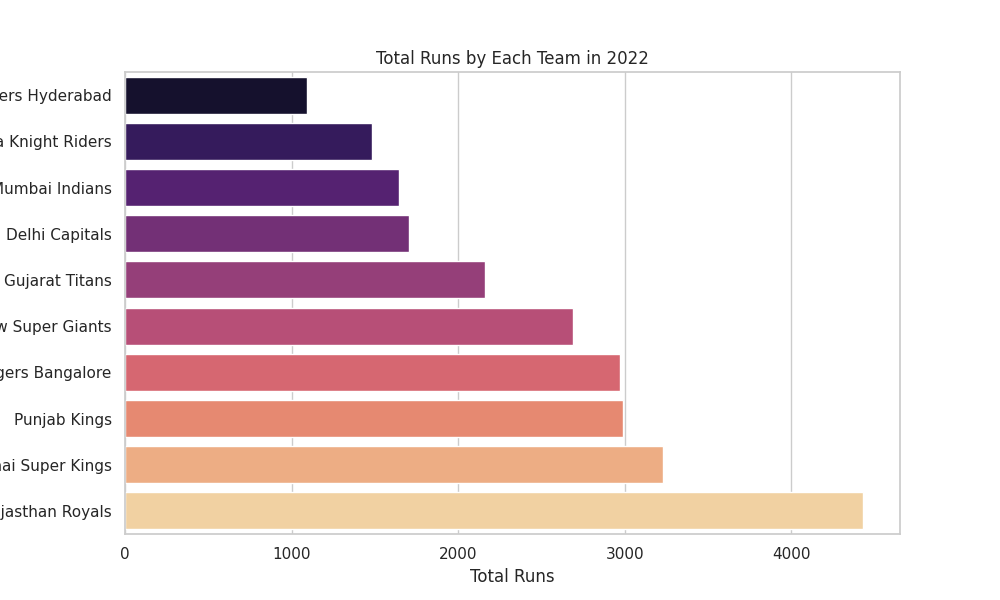 Total Runs by Each Team in 2022
ers Hyderabad
a Knight Riders
Mumbai Indians
Delhi Capitals
Gujarat Titans
w Super Giants
gers Bangalore
Punjab Kings
ai Super Kings
jasthan Royals
0 1000 2000 3000 4000
Total Runs